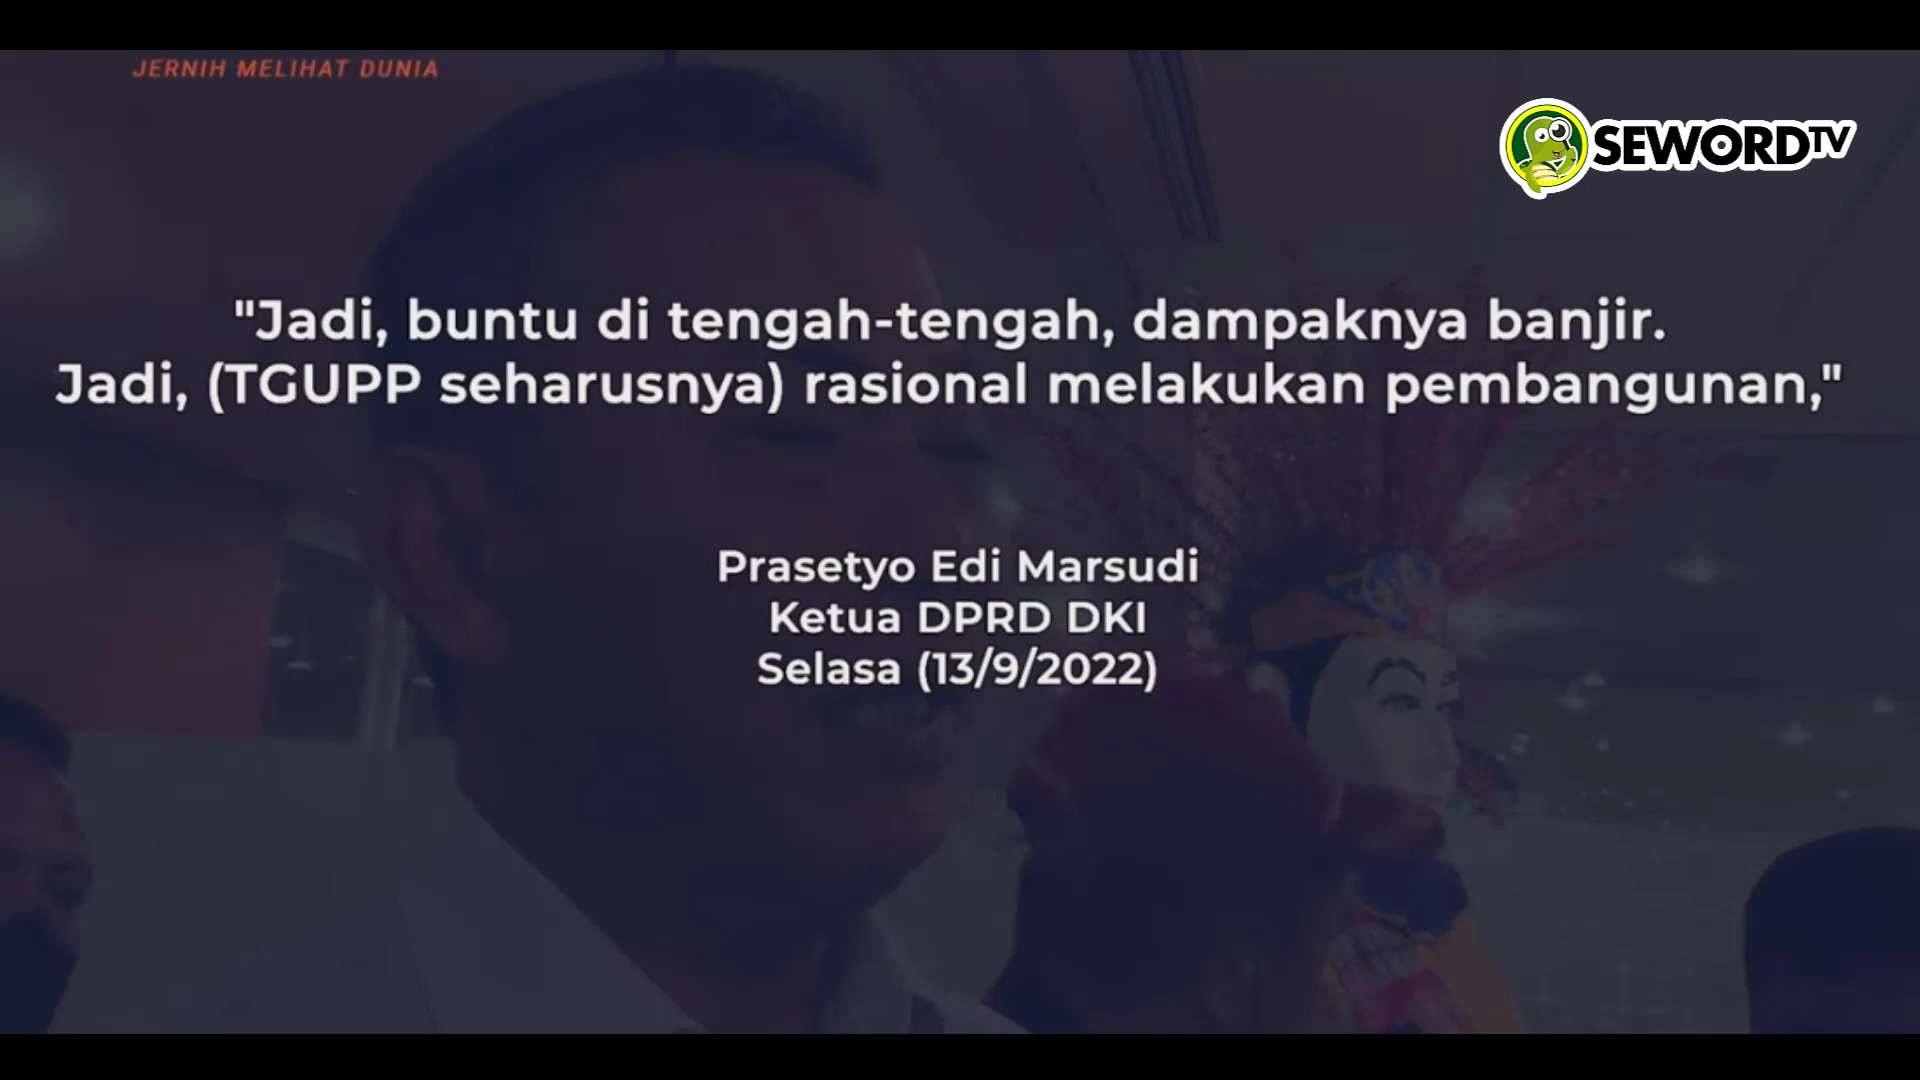 JERNIH MELIHAT DUNIA
SEWORDTV
"Jadi, buntu di tengah-tengah, dampaknya banjir.
Jadi, (TGUPP seharusnya) rasional melakukan pembangunan,"
Prasetyo Edi Marsudi
Ketua DPRD DKI
Selasa (13/9/2022)